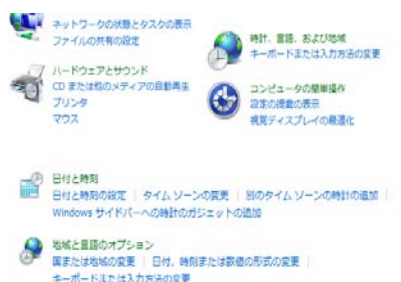 ネットワークの状態とタスクの表示
ファイルの共有の設定
ハードウェアとサウンド
CD または他のメディアの自動再生
プリンタ
マウス
時計、言語、および地域
キーボードまたは入力方法の変更
コンピュータの簡単操作
設定の提案の表示
視覚ディスプレイの最適化
日付と時刻
日付と時刻の設定 | タイム ゾーンの変更 | 別のタイム ゾーンの時計の追加 |
Windows サイドバーへの時計のガジェットの追加
地域と言語のオプション
国または地域の変更 | 日付、時刻または数値の形式の変更 |
キーボードまたは入力方法の変更